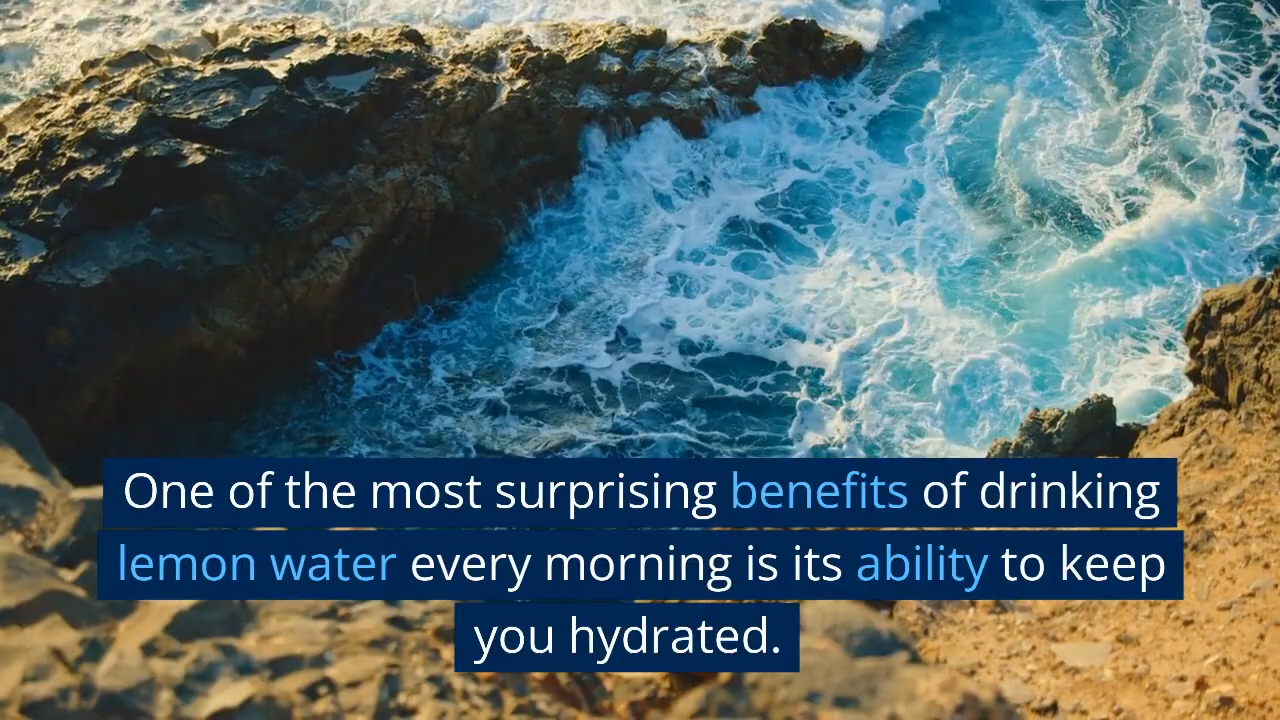 One of the most surprising benefits of drinking
lemon water every morning is its ability to keep
you hydrated.